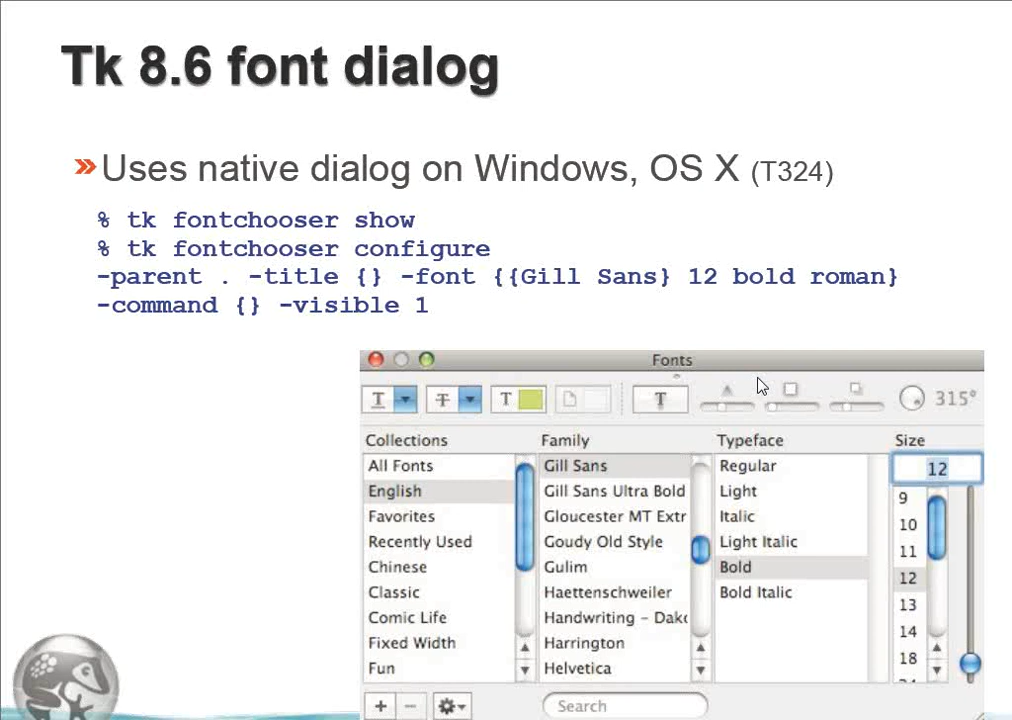 Tk 8.6 font dialog
» Uses native dialog on Windows, OS X (T324)
% tk fontchooser show
% tk fontchooser configure
-parent . -title {} -font {{Gill Sans} 12 bold roman}
-command {} -visible 1
Fonts
T T T T 315°
Collections Family Typeface Size
All Fonts Gill Sans Regular 12
English Gill Sans Ultra Bold Light 9
Favorites Gloucester MT Extr Italic 10
Recently Used Goudy Old Style Light Italic 11
Chinese Gulim Bold 12
Classic Haettenschweiler Bold Italic 13
Comic Life Handwriting - Dak 14
Fixed Width Harrington 18
Fun Helvetica
+ − Search